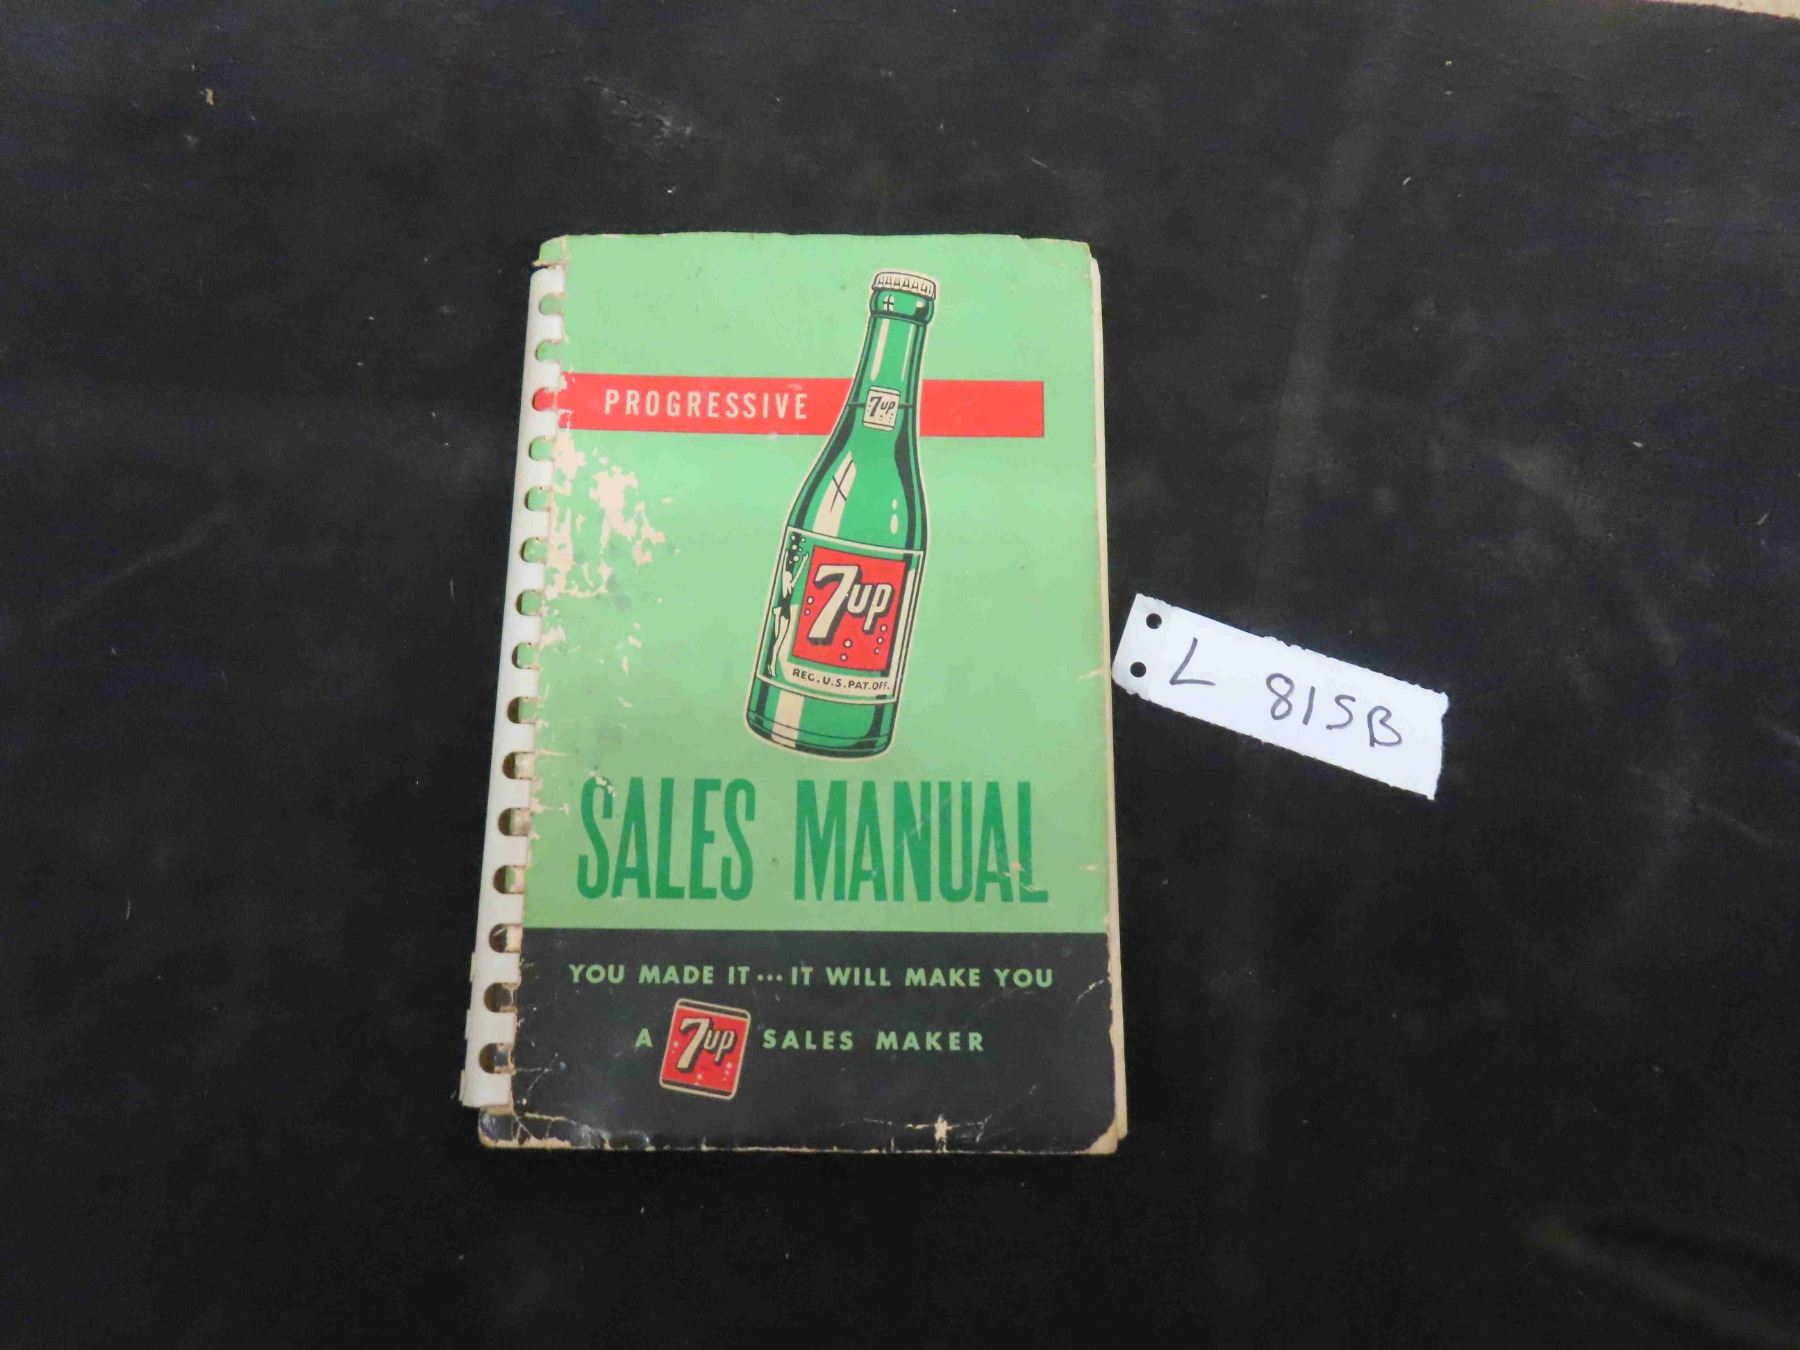 PROGRESSIVE
7up
7up
REG. U.S. PAT. OFF.
SALES MANUAL
YOU MADE IT...IT WILL MAKE YOU
A 7up SALES MAKER
L 815B